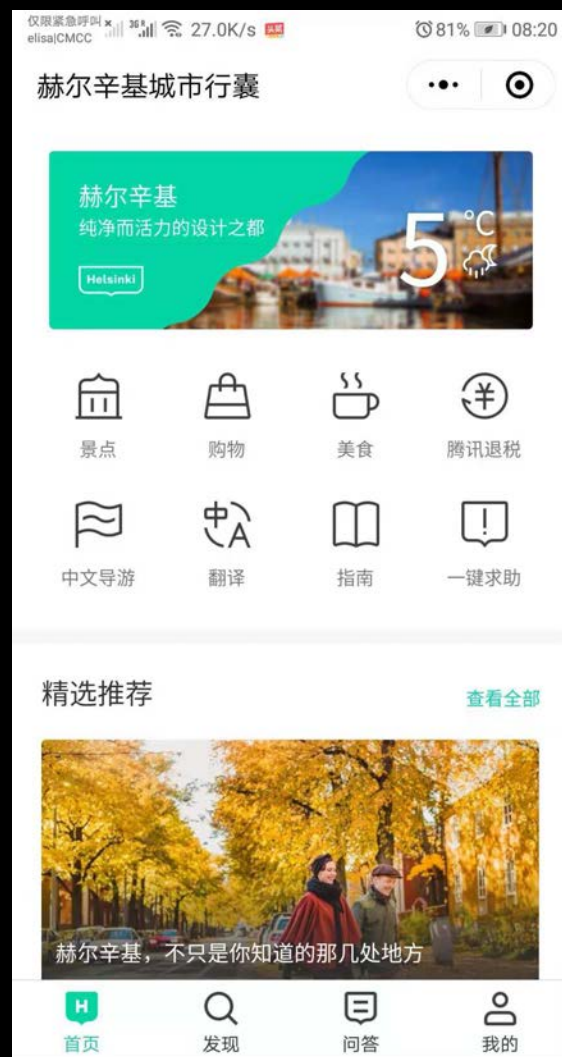 仅限紧急呼叫
elisa|CMCC 36 R 27.0K/s 头条 81% 08:20
赫尔辛基城市行囊
赫尔辛基
纯净而活力的设计之都
Helsinki
5°C
景点 购物 美食 腾讯退税
中文导游 翻译 指南 一键求助
精选推荐 查看全部
赫尔辛基，不只是你知道的那几处地方
H
首页 发现 问答 我的